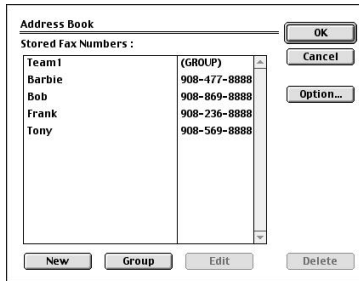 Address Book
OK
Stored Fax Numbers :
Cancel
Team1 (GROUP)
Barbie 908-477-8888
Bob 908-869-8888
Option...
Frank 908-236-8888
Tony 908-569-8888
New Group Edit Delete